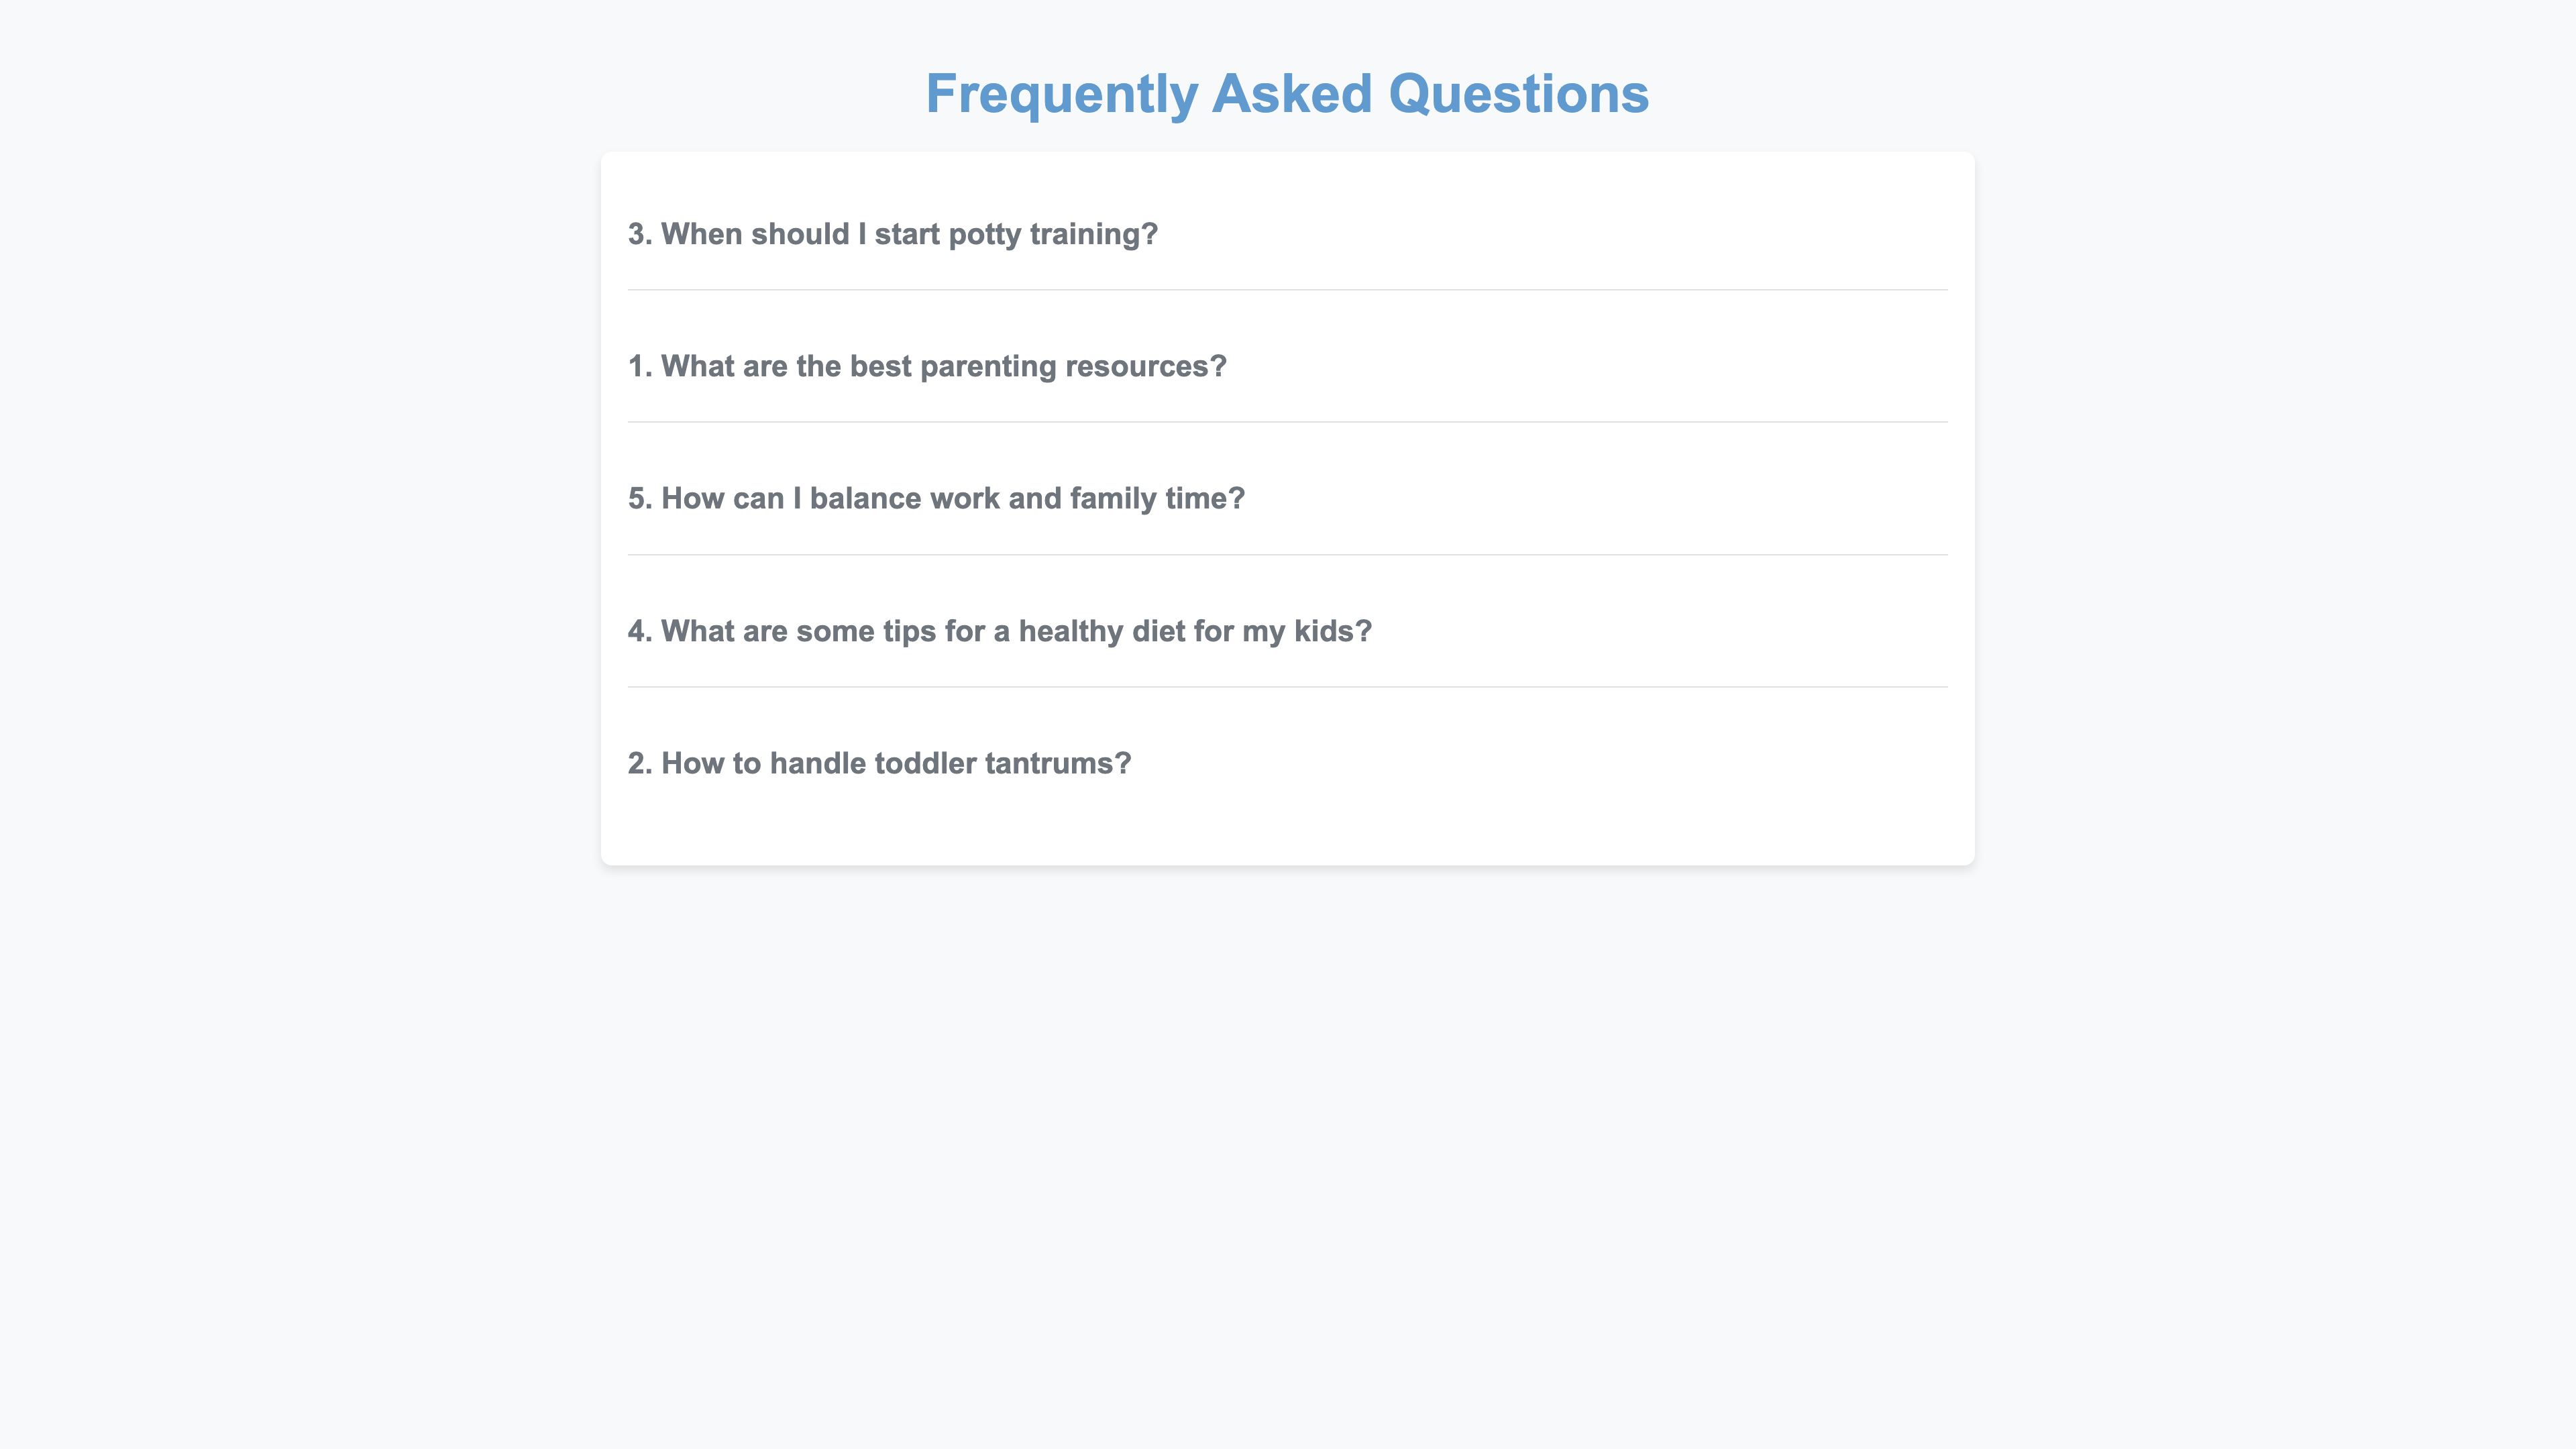 Frequently Asked Questions
3. When should I start potty training?
1. What are the best parenting resources?
5. How can I balance work and family time?
4. What are some tips for a healthy diet for my kids?
2. How to handle toddler tantrums?